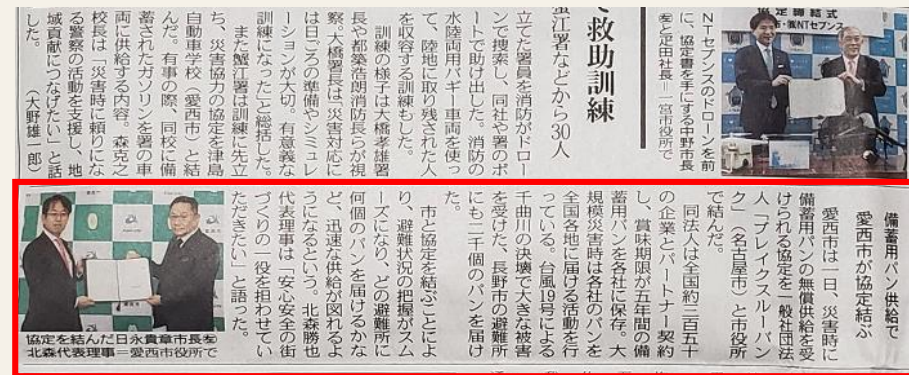 協定締結式
市・㈱NTセブンス
NTセブンスのドローンを前
に、協定書を手にする中野市長
㊧と疋田社長＝一宮市役所で
で救助訓練
蟹江署などから30人
立てた署員を消防がドロー
ンで捜索し、同社や署のボ
ートで助け出した。消防の
水陸両用バギー車両を使っ
て、陸地に取り残された人
を収容する訓練もした。
訓練の様子は大橋孝雄署
長や都築浩朗消防長らが視
察。大橋署長は「災害対応に
は日ごろの準備やシミュレ
ーションが大切。有意義な
訓練になった」と総括した。
また蟹江署は訓練に先立
ち、災害協力の協定を津島
自動車学校（愛西市）と結
んだ。有事の際、同校に備
蓄されたガソリンを署の車
両に供給する内容。森克之
校長は「災害時に頼りにな
る警察の活動を支援し、地
域貢献につなげたい」と話
した。（大野雄一郎）
備蓄用パン供給で
愛西市が協定結ぶ
愛西市は一日、災害時に
備蓄用パンの無償供給を受
けられる協定を一般社団法
人「ブレイクスルーバン
ク」（名古屋市）と市役所
で結んだ。
同法人は全国約二百五十
の企業とパートナー契約
し、賞味期限が五年間の備
蓄用パンを各社に保存。大
規模災害時は各社のパンを
全国各地に届ける活動を行
っている。台風19号による
千曲川の決壊で大きな被害
を受けた、長野市の避難所
にも二千個のパンを届け
た。
市と協定を結ぶことによ
り、避難状況の把握がスム
ーズになり、どの避難所に
何個のパンを届けるかな
ど、迅速な供給が図れるよ
うになるという。北森勝也
代表理事は「安心安全の街
づくりの一役を担わせてい
ただきたい」と語った。
協定を結んだ日永貴章市長㊨と
北森代表理事＝愛西市役所で